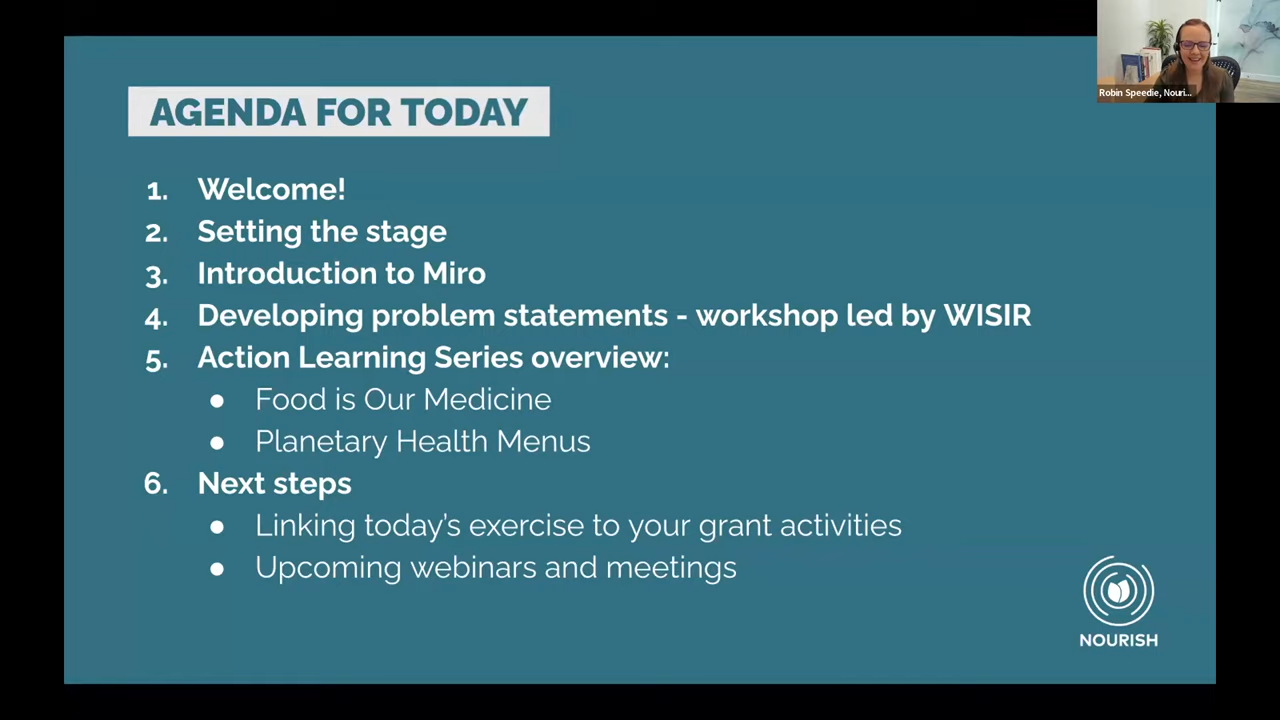 AGENDA FOR TODAY
Robin Speedie, Nouri...
1. Welcome!
2. Setting the stage
3. Introduction to Miro
4. Developing problem statements - workshop led by WISIR
5. Action Learning Series overview:
● Food is Our Medicine
● Planetary Health Menus
6. Next steps
● Linking today's exercise to your grant activities
● Upcoming webinars and meetings
NOURISH